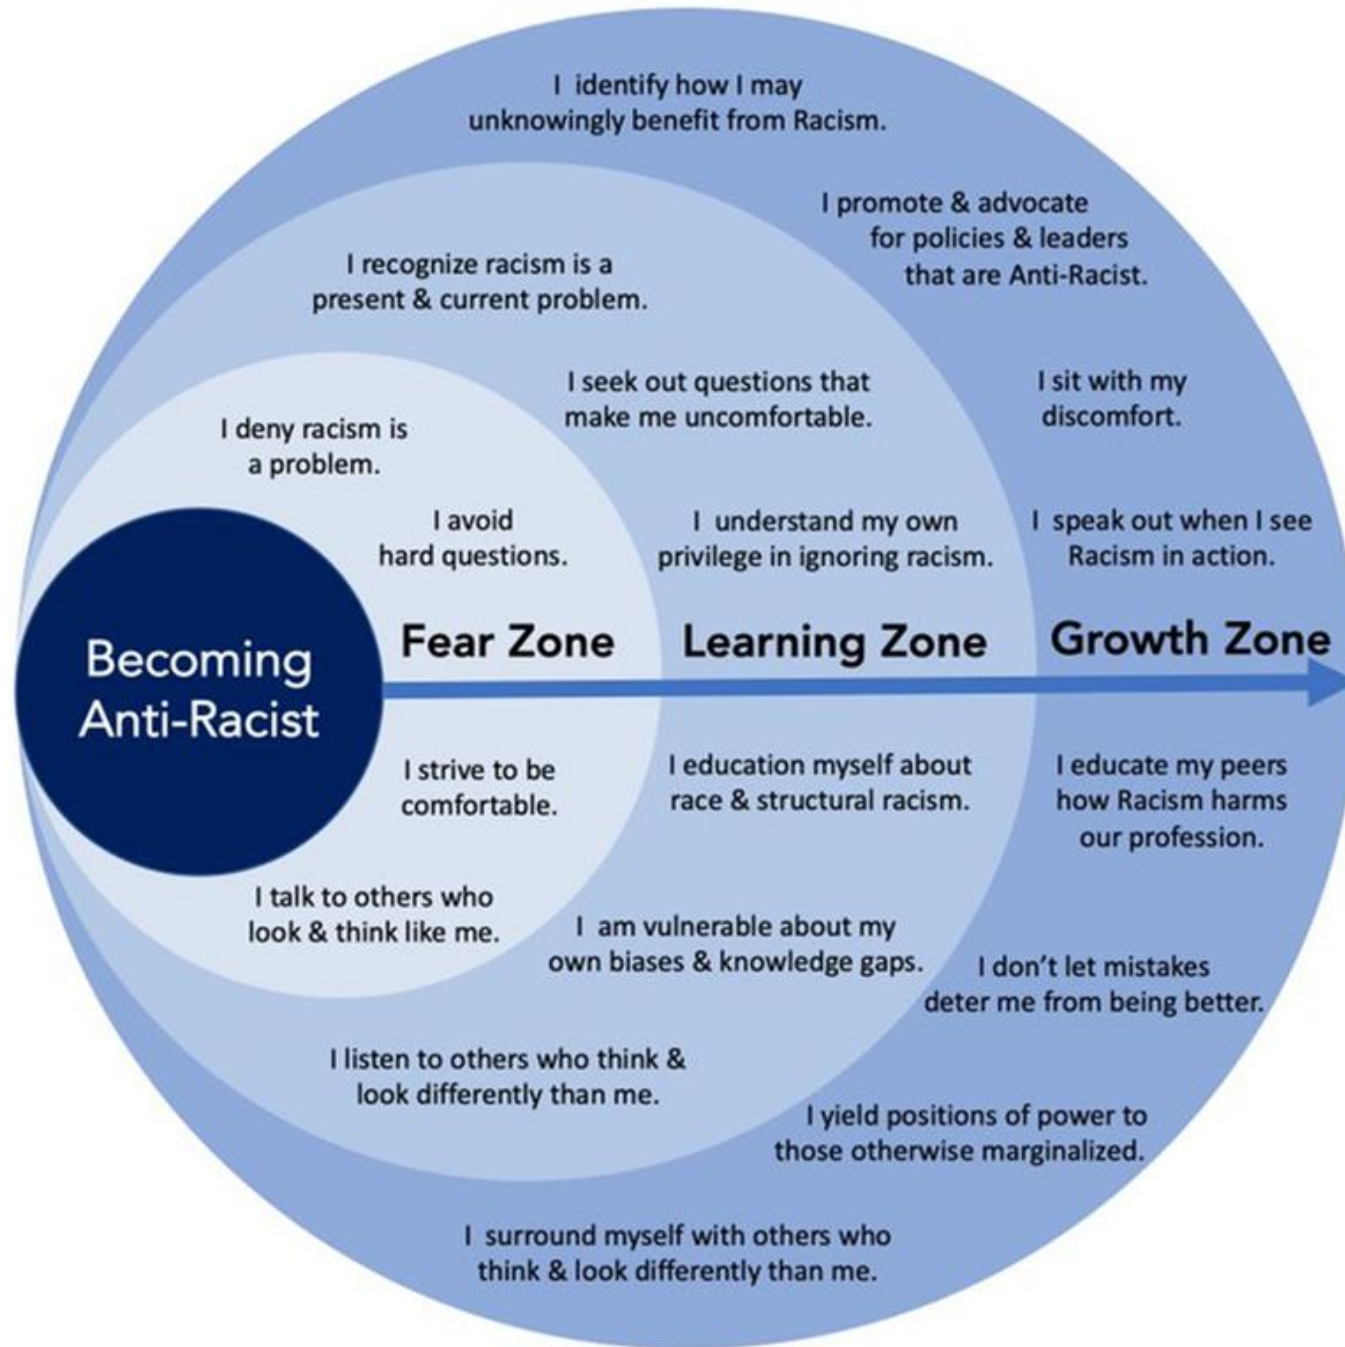 I identify how I may
unknowingly benefit from Racism.
I promote & advocate
for policies & leaders
that are Anti-Racist.
I recognize racism is a
present & current problem.
I seek out questions that
make me uncomfortable.
I sit with my
discomfort.
I deny racism is
a problem.
I avoid
hard questions.
I understand my own
privilege in ignoring racism.
I speak out when I see
Racism in action.
Becoming
Anti-Racist
Fear Zone
Learning Zone
Growth Zone
I strive to be
comfortable.
I education myself about
race & structural racism.
I educate my peers
how Racism harms
our profession.
I talk to others who
look & think like me.
I am vulnerable about my
own biases & knowledge gaps.
I don't let mistakes
deter me from being better.
I listen to others who think &
look differently than me.
I yield positions of power to
those otherwise marginalized.
I surround myself with others who
think & look differently than me.